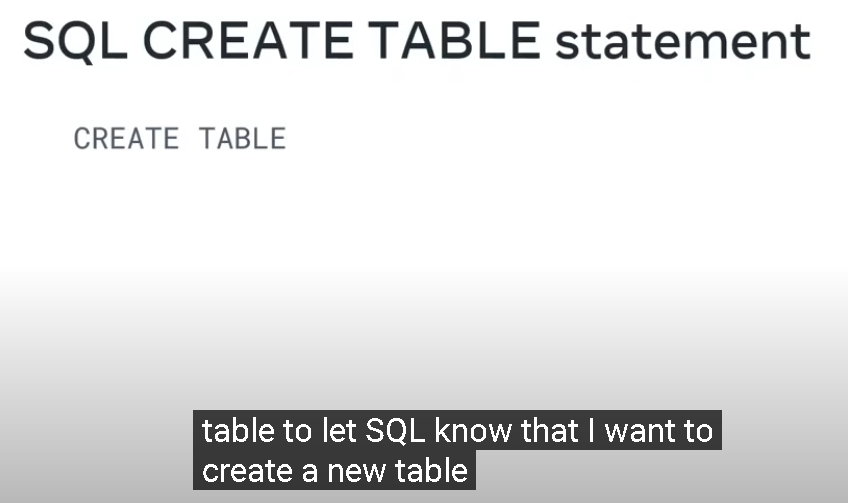 SQL CREATE TABLE statement
CREATE TABLE
table to let SQL know that I want to
create a new table